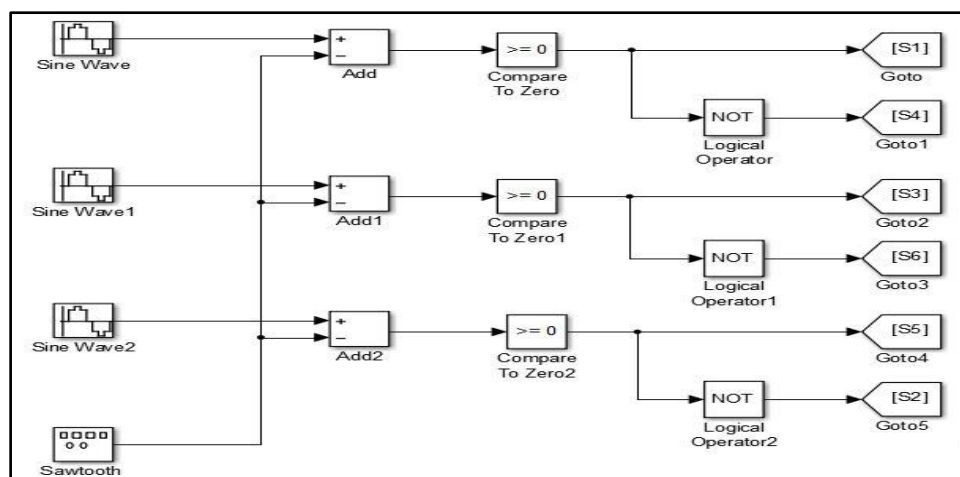 Sine Wave
+
−
Add
>= 0
Compare
To Zero
[S1]
Goto
NOT
Logical
Operator
[S4]
Goto1
Sine Wave1
+
−
Add1
>= 0
Compare
To Zero1
[S3]
Goto2
NOT
Logical
Operator1
[S6]
Goto3
Sine Wave2
+
−
Add2
>= 0
Compare
To Zero2
[S5]
Goto4
NOT
Logical
Operator2
[S2]
Goto5
Sawtooth